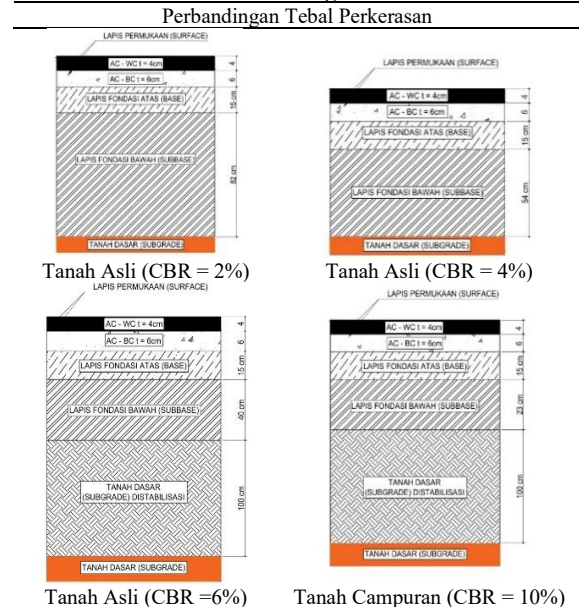 Perbandingan Tebal Perkerasan
LAPIS PERMUKAAN (SURFACE)
AC - WC t = 4cm
4
AC - BC t = 6cm
6
LAPIS FONDASI ATAS (BASE)
15 cm
LAPIS FONDASI BAWAH (SUBBASE)
82 cm
TANAH DASAR (SUBGRADE)
Tanah Asli (CBR = 2%)
LAPIS PERMUKAAN (SURFACE)
AC - WC t = 4cm
4
AC - BC t = 6cm
6
LAPIS FONDASI ATAS (BASE)
15 cm
LAPIS FONDASI BAWAH (SUBBASE)
54 cm
TANAH DASAR (SUBGRADE)
Tanah Asli (CBR = 4%)
LAPIS PERMUKAAN (SURFACE)
AC - WC t = 4cm
4
AC - BC t = 6cm
6
LAPIS FONDASI ATAS (BASE)
15 cm
LAPIS FONDASI BAWAH (SUBBASE)
40 cm
TANAH DASAR
(SUBGRADE) DISTABILISASI
100 cm
TANAH DASAR (SUBGRADE)
Tanah Asli (CBR =6%)
LAPIS PERMUKAAN (SURFACE)
AC - WC t = 4cm
4
AC - BC t = 6cm
6
LAPIS FONDASI ATAS (BASE)
15 cm
LAPIS FONDASI BAWAH (SUBBASE)
23 cm
TANAH DASAR
(SUBGRADE) DISTABILISASI
100 cm
TANAH DASAR (SUBGRADE)
Tanah Campuran (CBR = 10%)